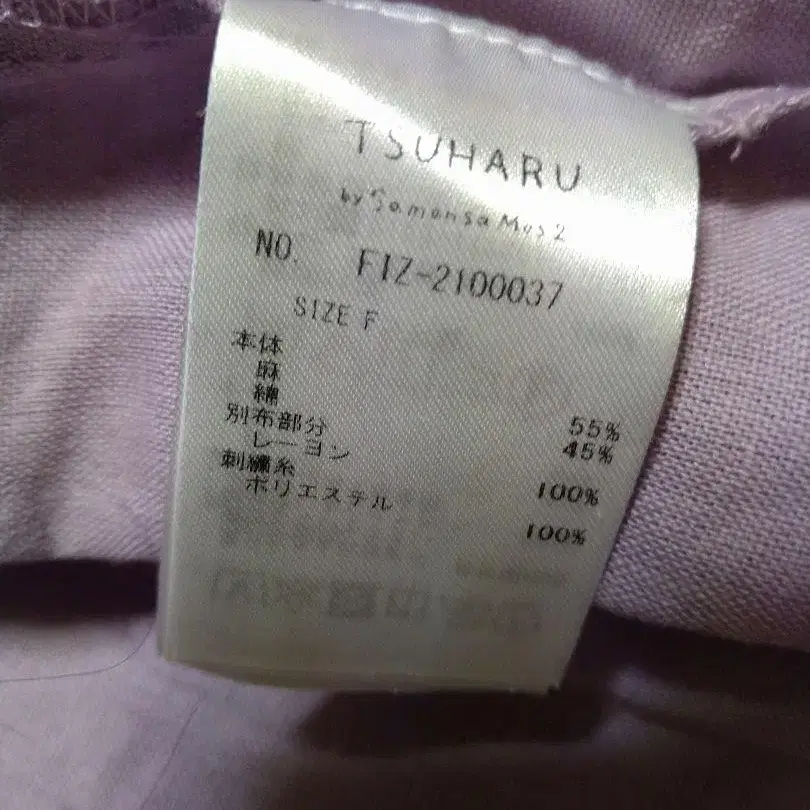 TSUHARU
by Samansa Mos2
NO. FIZ-2100037
SIZE F
本体
麻 55%
綿 45%
別布部分
レーヨン 100%
刺繍糸
ポリエステル 100%